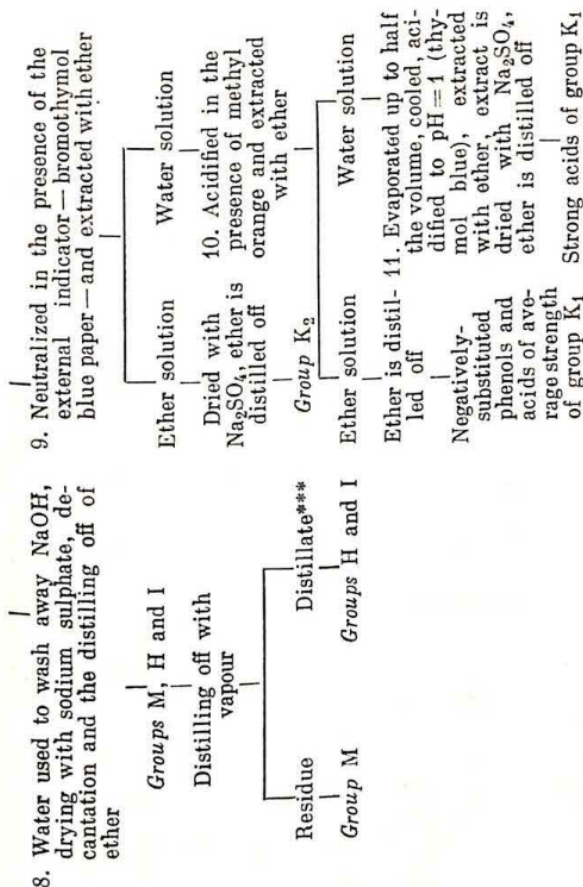 8. Water used to wash away NaOH,
drying with sodium sulphate, de-
cantation and the distilling off of
ether
Groups M, H and I
Distilling off with
vapour
Residue
Distillate***
Group M
Groups H and I
9. Neutralized in the presence of the
external indicator—bromothymol
blue paper—and extracted with ether
Ether solution
Water solution
Dried with
Na₂SO₄, ether is
distilled off
Group K₂
10. Acidified in the
presence of methyl
orange and extracted
with ether
Ether solution
Water solution
Ether is distil-
led off
Negatively-
substituted
phenols and
acids of ave-
rage strength
of group K₁
11. Evaporated up to half
the volume, cooled, aci-
dified to pH=1 (thy-
mol blue), extracted
with ether, extract is
dried with Na₂SO₄,
ether is distilled off
Strong acids of group K₁